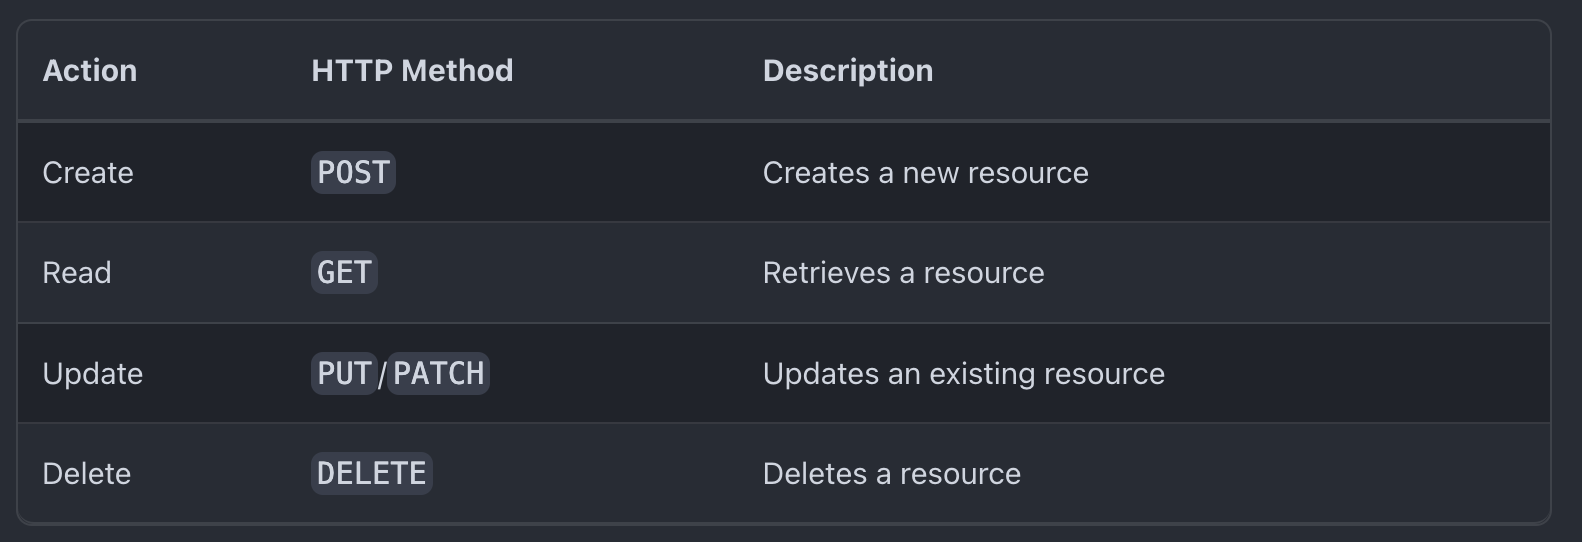 Action HTTP Method Description
Create POST Creates a new resource
Read GET Retrieves a resource
Update PUT/PATCH Updates an existing resource
Delete DELETE Deletes a resource